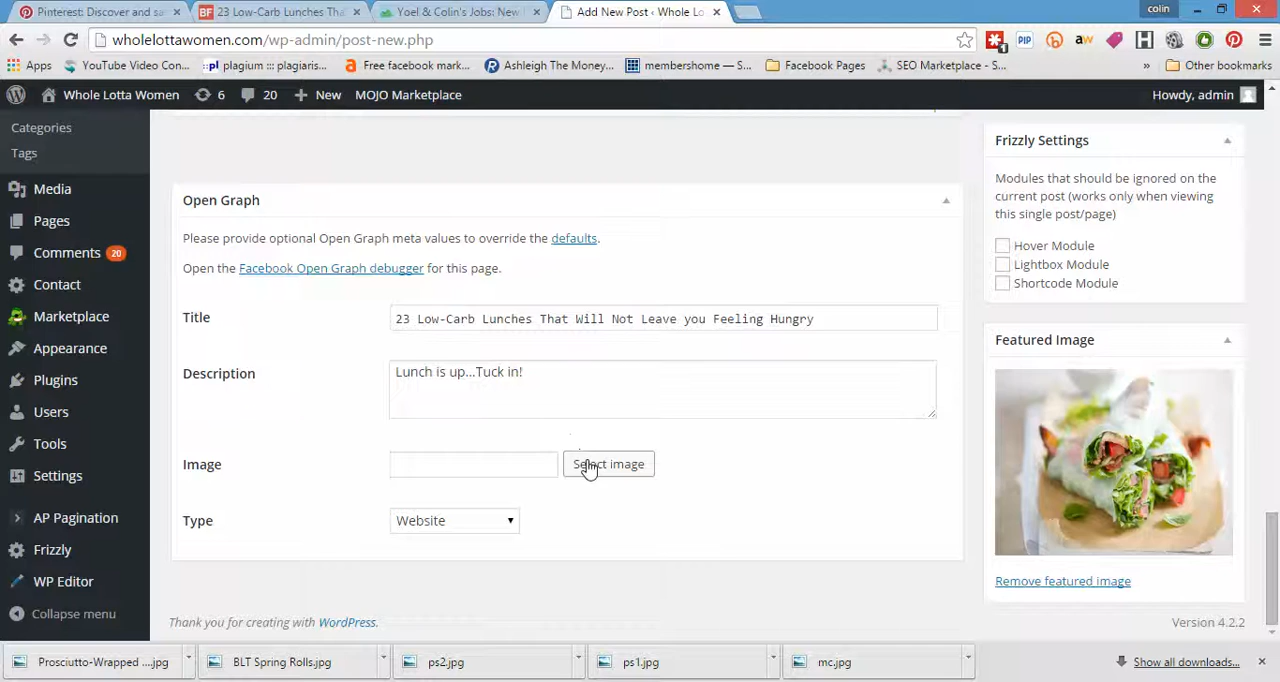 Pinterest: Discover and sa
23 Low-Carb Lunches Tha
Yoel & Colin's Jobs: New
Add New Post ‹ Whole Lo
colin
wholelottawomen.com/wp-admin/post-new.php
PIP
aw
H
Apps
YouTube Video Con...
:pl plagium ::: plagiaris...
Free facebook mark...
Ashleigh The Money...
membershome — S...
Facebook Pages
SEO Marketplace - S...
»
Other bookmarks
Whole Lotta Women
6
20
New
MOJO Marketplace
Howdy, admin
Categories
Tags
Media
Pages
Comments 20
Contact
Marketplace
Appearance
Plugins
Users
Tools
Settings
AP Pagination
Frizzly
WP Editor
Collapse menu
Open Graph
Please provide optional Open Graph meta values to override the defaults.
Open the Facebook Open Graph debugger for this page.
Title
23 Low-Carb Lunches That Will Not Leave you Feeling Hungry
Description
Lunch is up...Tuck in!
Image
Select image
Type
Website
Thank you for creating with WordPress.
Version 4.2.2
Frizzly Settings
Modules that should be ignored on the
current post (works only when viewing
this single post/page)
Hover Module
Lightbox Module
Shortcode Module
Featured Image
Remove featured image
Prosciutto-Wrapped ....jpg
BLT Spring Rolls.jpg
ps2.jpg
ps1.jpg
mc.jpg
Show all downloads...